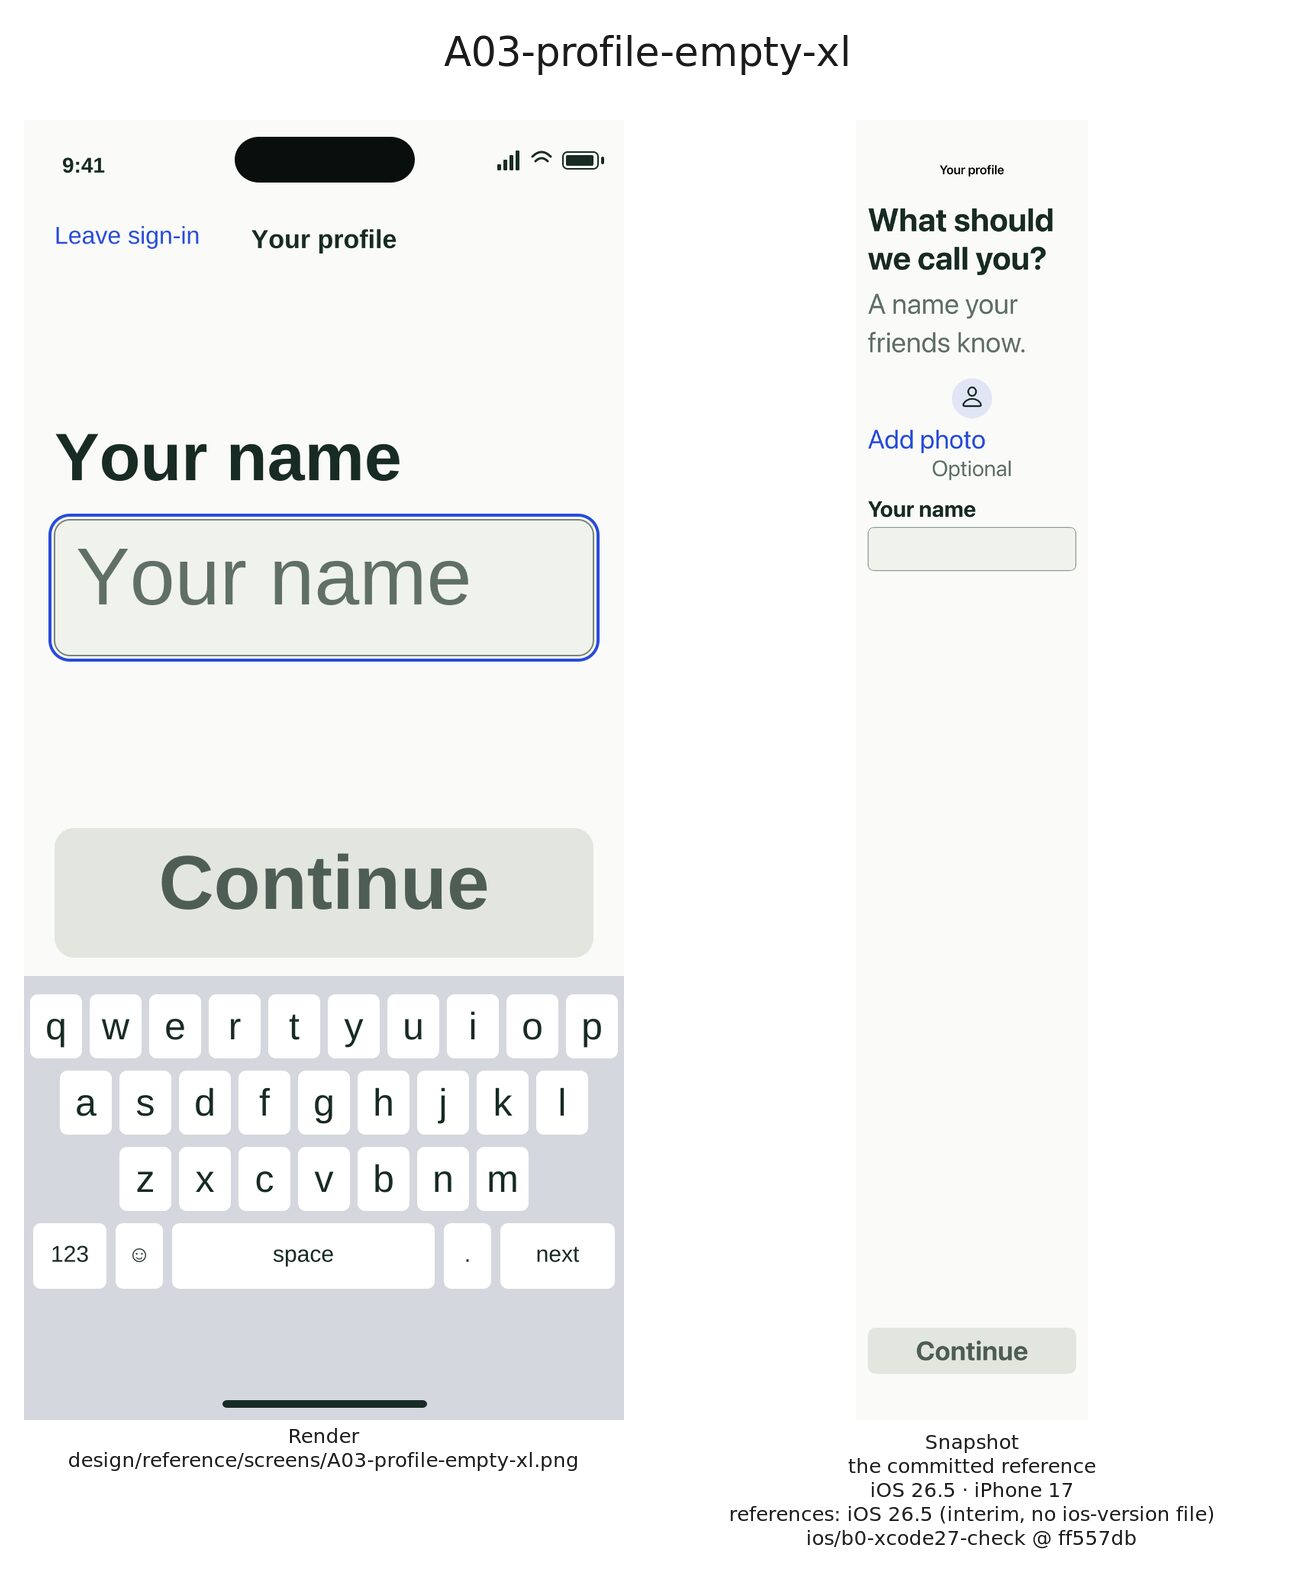 A03-profile-empty-xl
9:41
Leave sign-in
Your profile
Your name
Your name
Continue
q w e r t y u i o p
a s d f g h j k l
z x c v b n m
123 ☺ space . next
Render
design/reference/screens/A03-profile-empty-xl.png
Your profile
What should
we call you?
A name your
friends know.
Add photo
Optional
Your name
Continue
Snapshot
the committed reference
iOS 26.5 · iPhone 17
references: iOS 26.5 (interim, no ios-version file)
ios/b0-xcode27-check @ ff557db